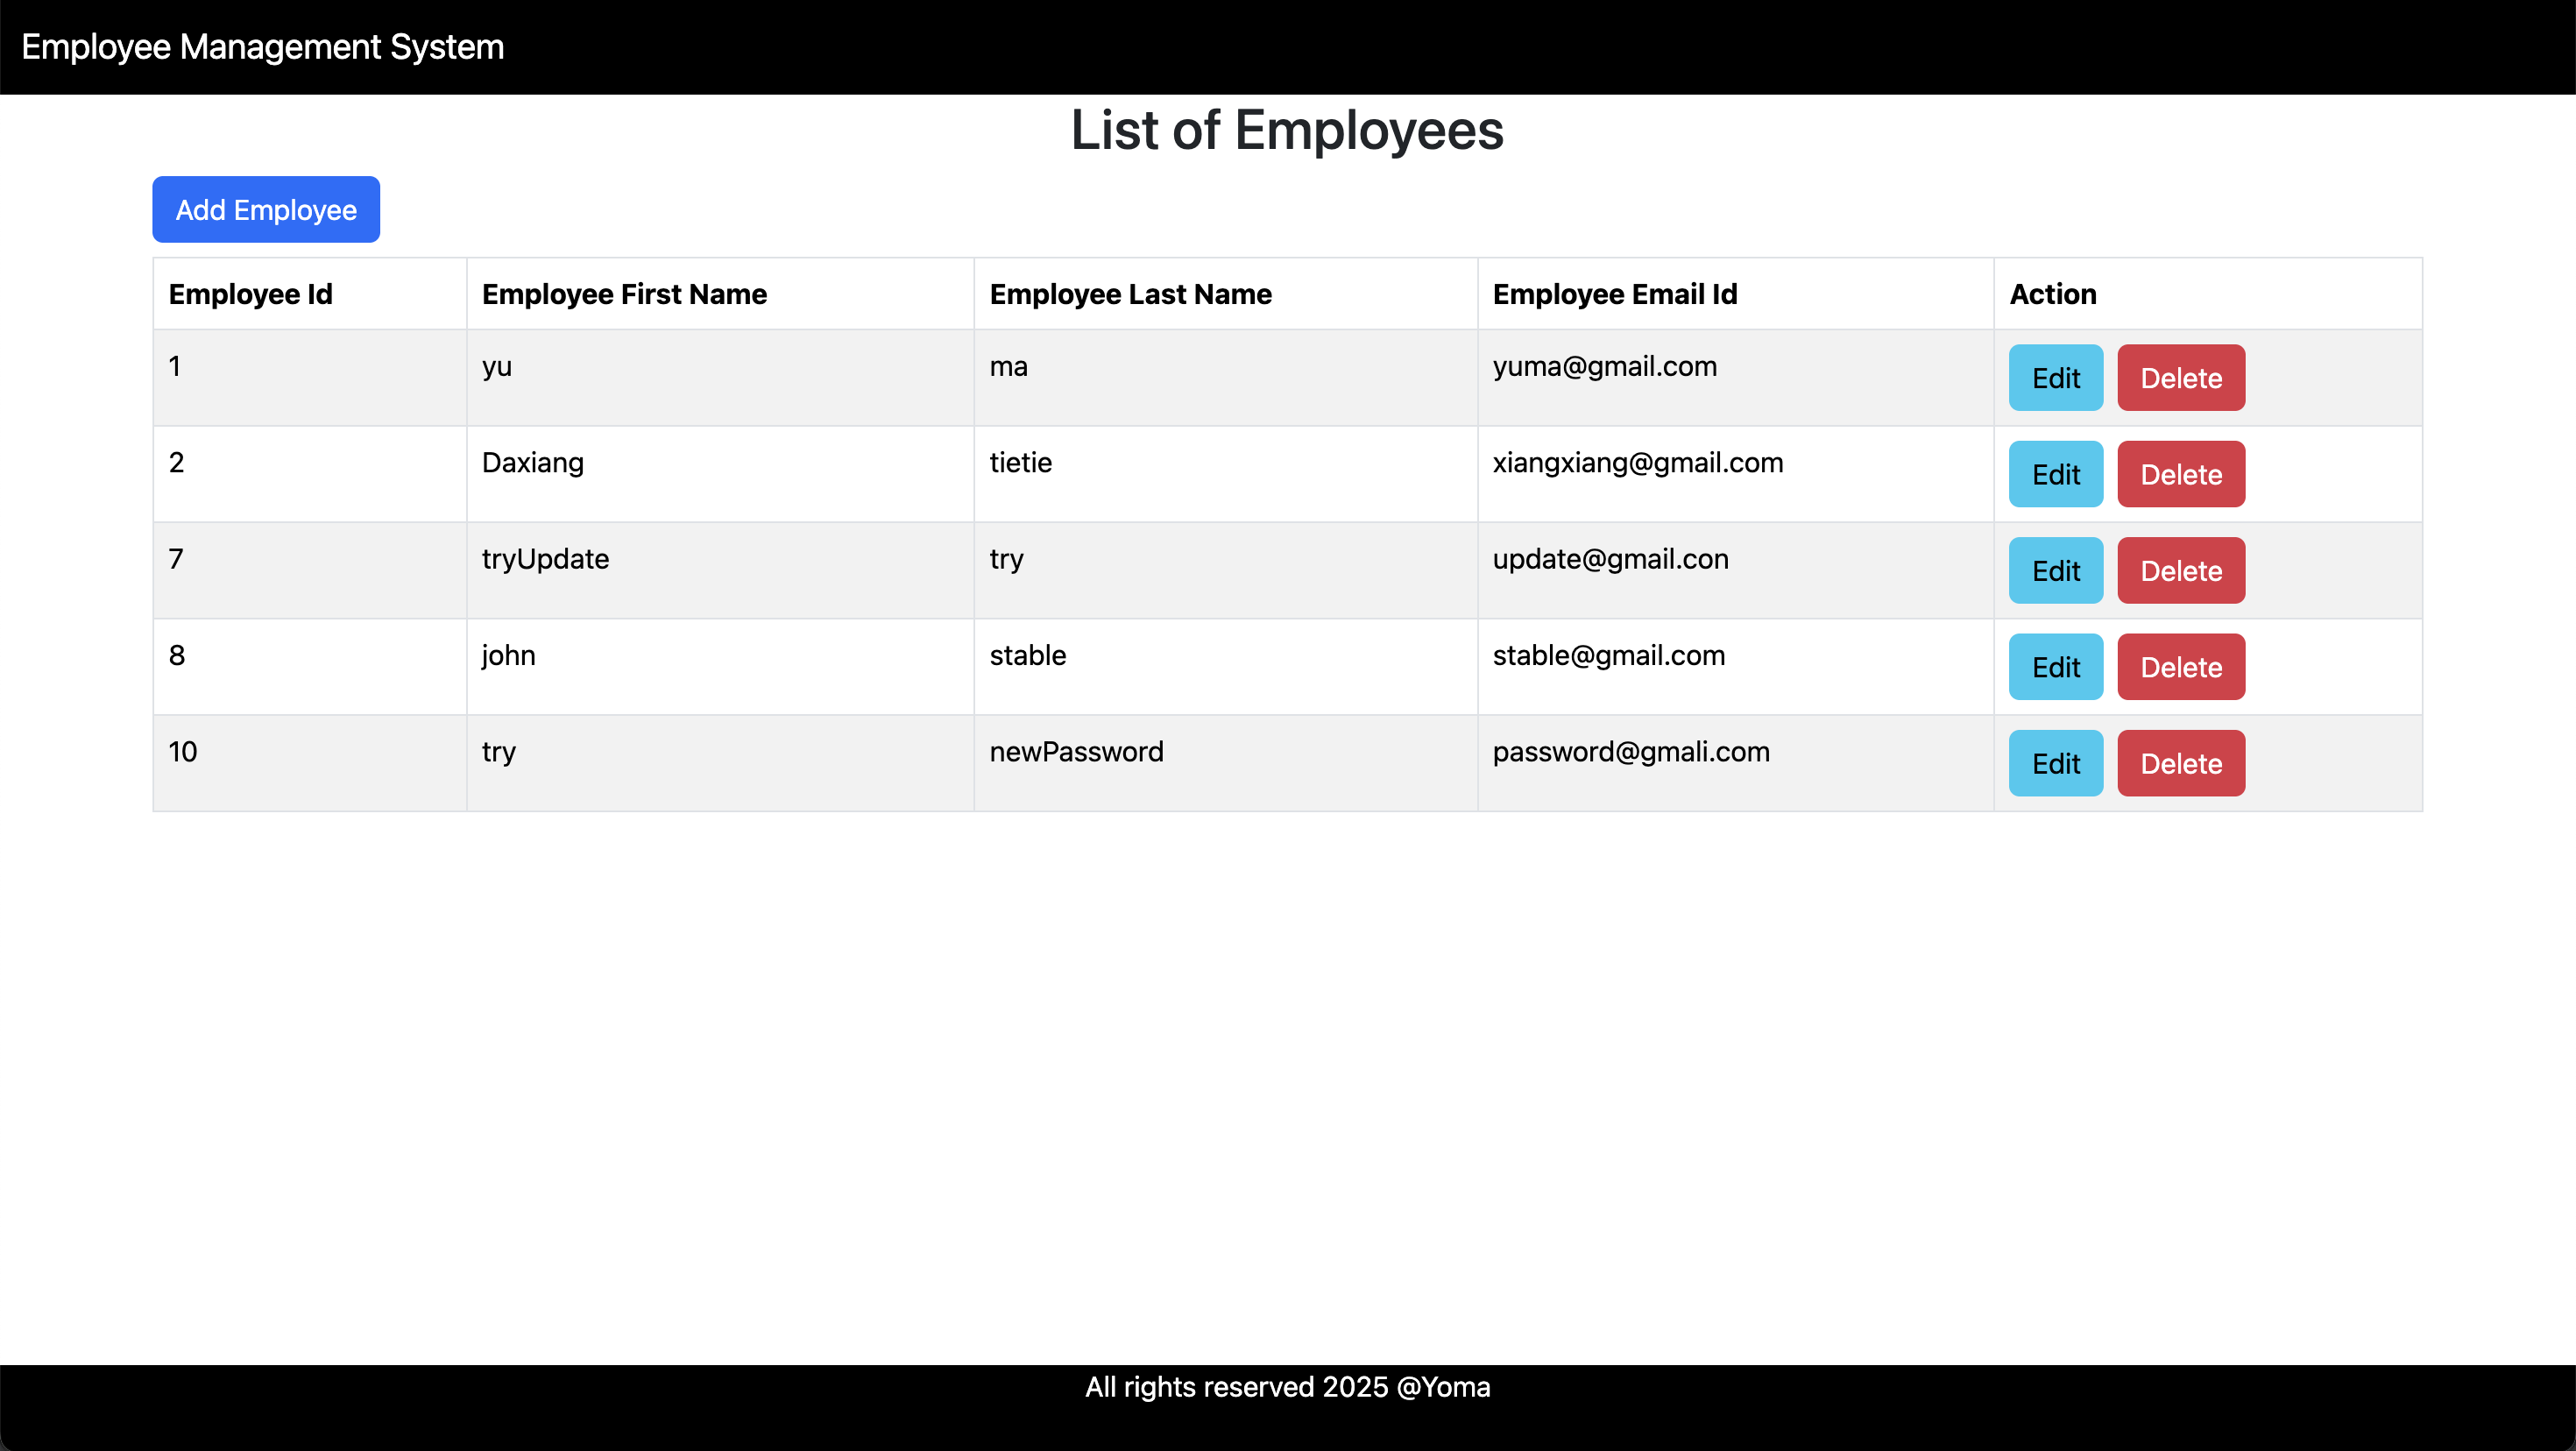 Employee Management System
List of Employees
Add Employee
Employee Id Employee First Name Employee Last Name Employee Email Id Action
1 yu ma yuma@gmail.com Edit Delete
2 Daxiang tietie xiangxiang@gmail.com Edit Delete
7 tryUpdate try update@gmail.con Edit Delete
8 john stable stable@gmail.com Edit Delete
10 try newPassword password@gmali.com Edit Delete
All rights reserved 2025 @Yoma